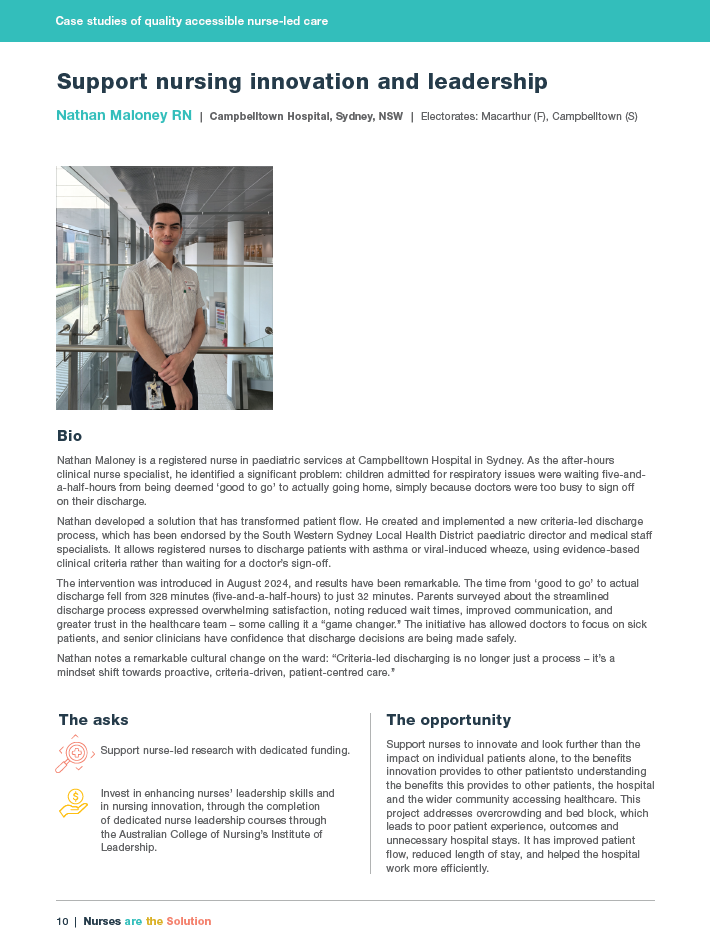 Case studies of quality accessible nurse-led care
Support nursing innovation and leadership
Nathan Maloney RN | Campbelltown Hospital, Sydney, NSW | Electorates: Macarthur (F), Campbelltown (S)
Bio
Nathan Maloney is a registered nurse in paediatric services at Campbelltown Hospital in Sydney. As the after-hours
clinical nurse specialist, he identified a significant problem: children admitted for respiratory issues were waiting five-and-
a-half-hours from being deemed ‘good to go’ to actually going home, simply because doctors were too busy to sign off
on their discharge.
Nathan developed a solution that has transformed patient flow. He created and implemented a new criteria-led discharge
process, which has been endorsed by the South Western Sydney Local Health District paediatric director and medical staff
specialists. It allows registered nurses to discharge patients with asthma or viral-induced wheeze, using evidence-based
clinical criteria rather than waiting for a doctor’s sign-off.
The intervention was introduced in August 2024, and results have been remarkable. The time from ‘good to go’ to actual
discharge fell from 328 minutes (five-and-a-half-hours) to just 32 minutes. Parents surveyed about the streamlined
discharge process expressed overwhelming satisfaction, noting reduced wait times, improved communication, and
greater trust in the healthcare team – some calling it a “game changer.” The initiative has allowed doctors to focus on sick
patients, and senior clinicians have confidence that discharge decisions are being made safely.
Nathan notes a remarkable cultural change on the ward: “Criteria-led discharging is no longer just a process – it’s a
mindset shift towards proactive, criteria-driven, patient-centred care.”
The asks
Support nurse-led research with dedicated funding.
Invest in enhancing nurses’ leadership skills and
in nursing innovation, through the completion
of dedicated nurse leadership courses through
the Australian College of Nursing’s Institute of
Leadership.
The opportunity
Support nurses to innovate and look further than the
impact on individual patients alone, to the benefits
innovation provides to other patientsto understanding
the benefits this provides to other patients, the hospital
and the wider community accessing healthcare. This
project addresses overcrowding and bed block, which
leads to poor patient experience, outcomes and
unnecessary hospital stays. It has improved patient
flow, reduced length of stay, and helped the hospital
work more efficiently.
10 | Nurses are the Solution